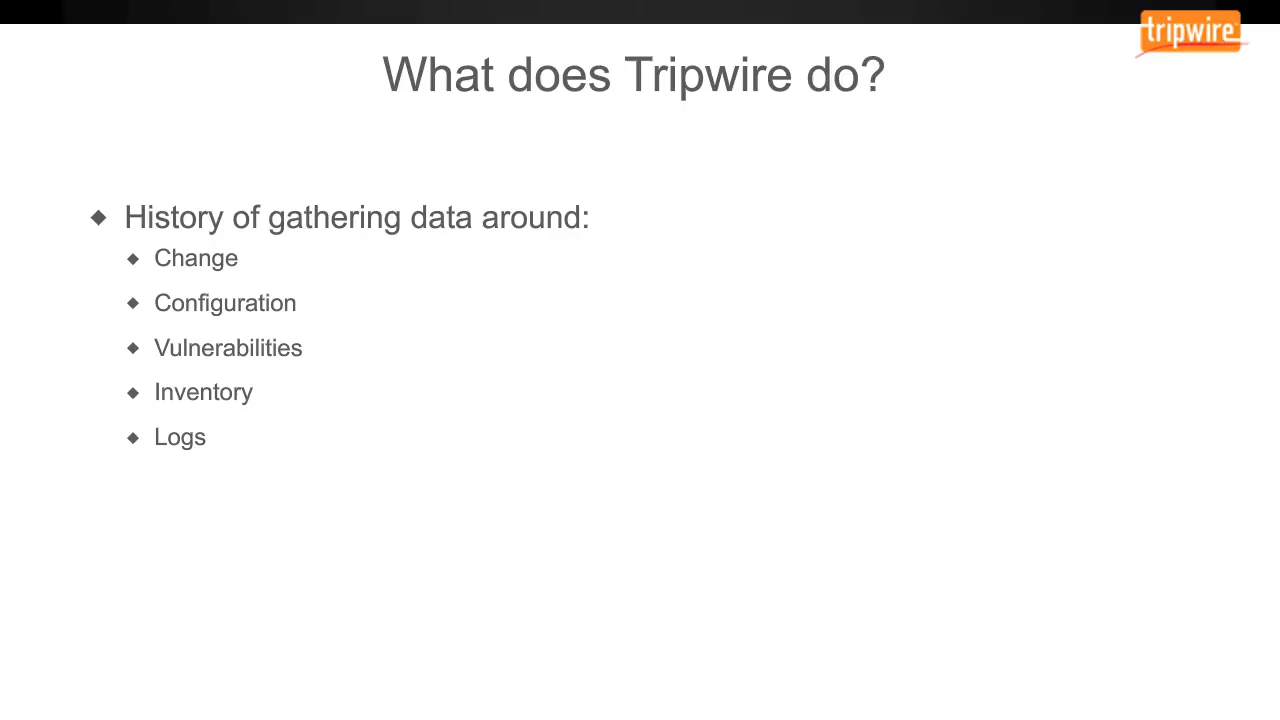 tripwire
What does Tripwire do?
History of gathering data around:
Change
Configuration
Vulnerabilities
Inventory
Logs